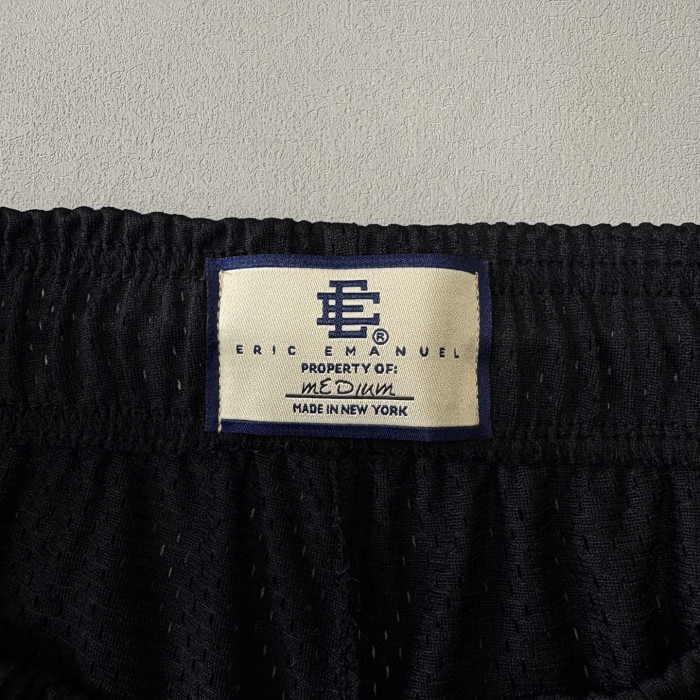 EE®
ERIC EMANUEL
PROPERTY OF:
mEDIum
MADE IN NEW YORK